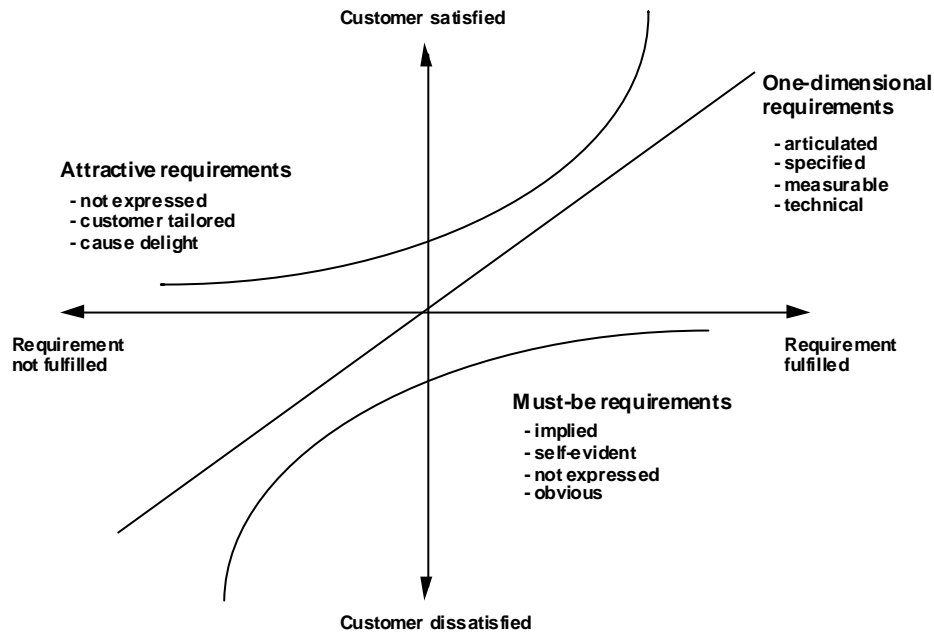 Customer satisfied
One-dimensional
requirements
- articulated
- specified
- measurable
- technical
Attractive requirements
- not expressed
- customer tailored
- cause delight
Requirement
not fulfilled
Requirement
fulfilled
Must-be requirements
- implied
- self-evident
- not expressed
- obvious
Customer dissatisfied